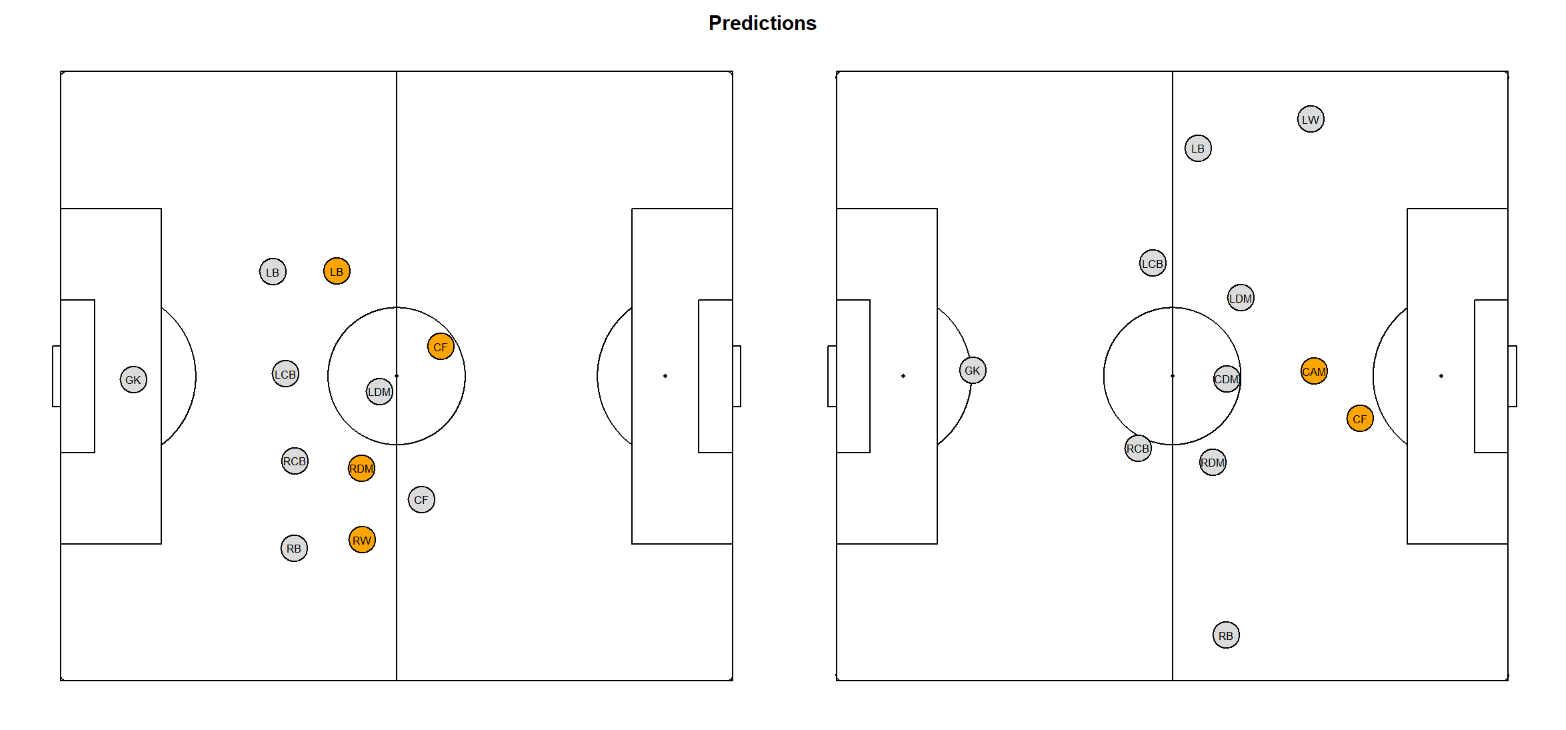 Predictions
LB
LB
CF
LCB
GK
LDM
RCB
RDM
CF
RW
RB
LW
LB
LCB
LDM
GK
CAM
CDM
CF
RCB
RDM
RB